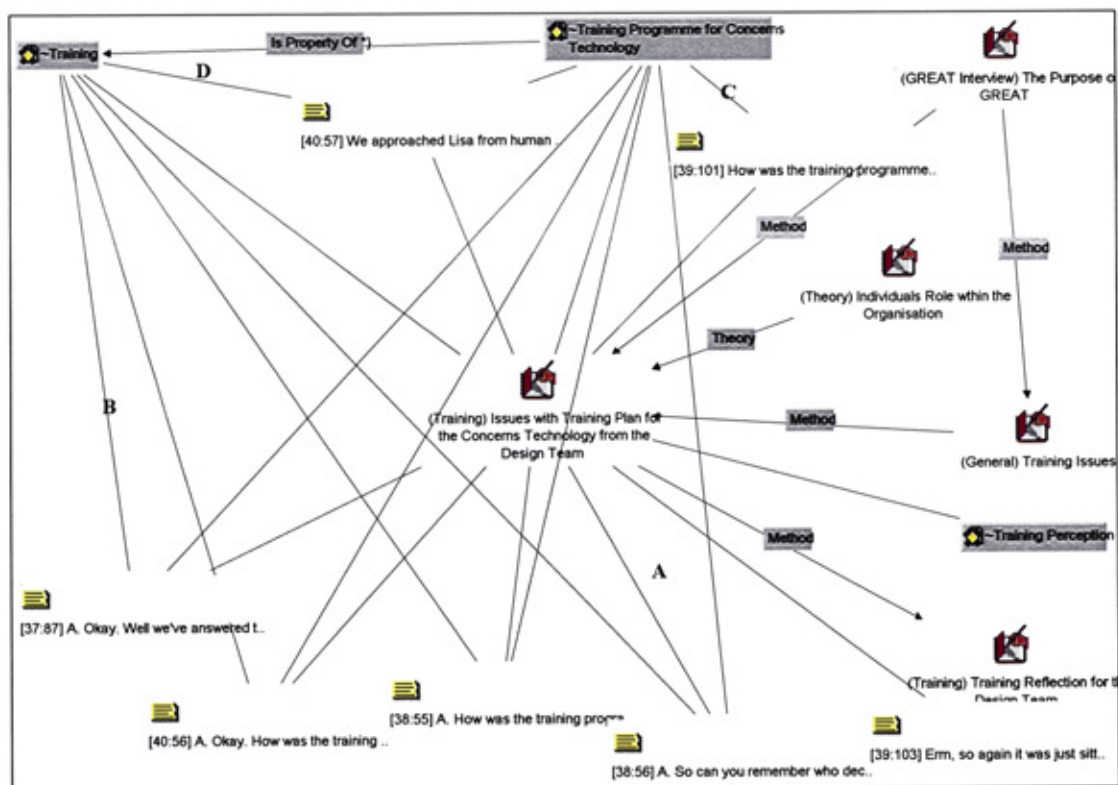 ~Training
Is Property Of *}
~Training Programme for Concerns
Technology
D
C
(GREAT Interview) The Purpose o
GREAT
[40:57] We approached Lisa from human ..
[39:101] How was the training programme..
Method
Method
(Theory) Individuals Role wthin the
Organisation
Theory
B
(Training) Issues with Training Plan for
the Concerns Technology from the
Design Team
Method
(General) Training Issues
~Training Perception
Method
A
[37:87] A. Okay. Well we've answered t..
(Training) Training Reflection for t
Design Team
[40:56] A. Okay. How was the training ..
[38:55] A. How was the training progra
[38:56] A. So can you remember who dec..
[39:103] Erm, so again it was just sitt..